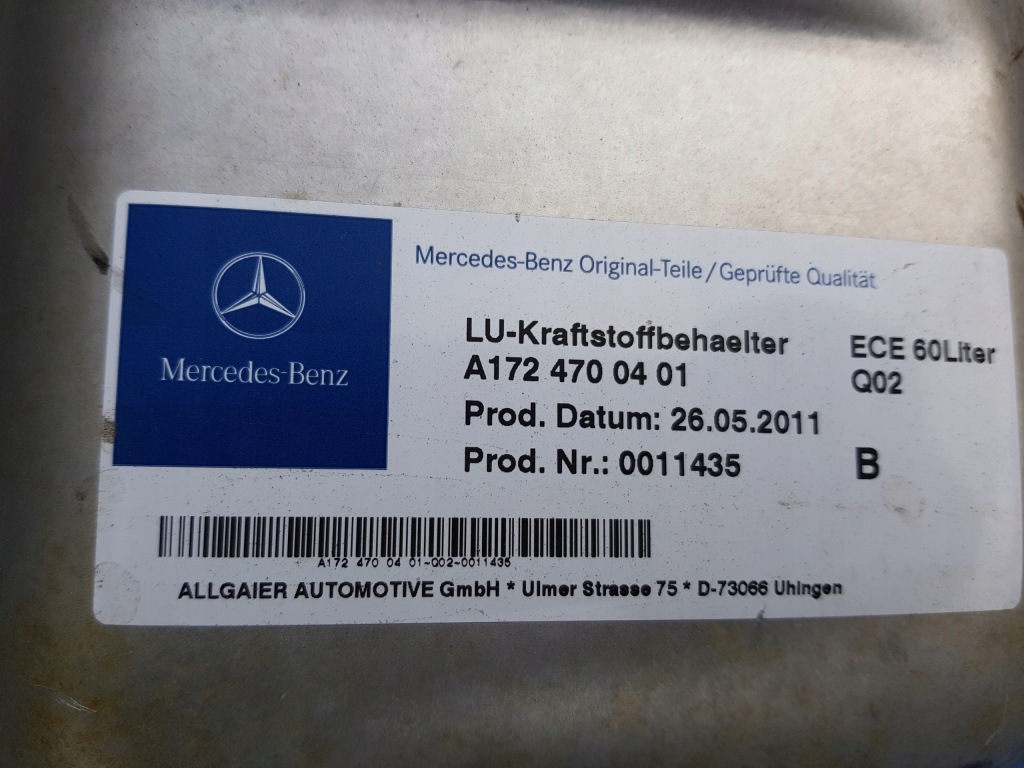 Mercedes-Benz
Mercedes-Benz Original-Teile/Geprüfte Qualität
LU-Kraftstoffbehaelter ECE 60Liter
A172 470 04 01 Q02
Prod. Datum: 26.05.2011
Prod. Nr.: 0011435 B
A172 470 04 01-Q02-0011435
ALLGAIER AUTOMOTIVE GmbH * Ulmer Strasse 75 * D-73066 Uhingen